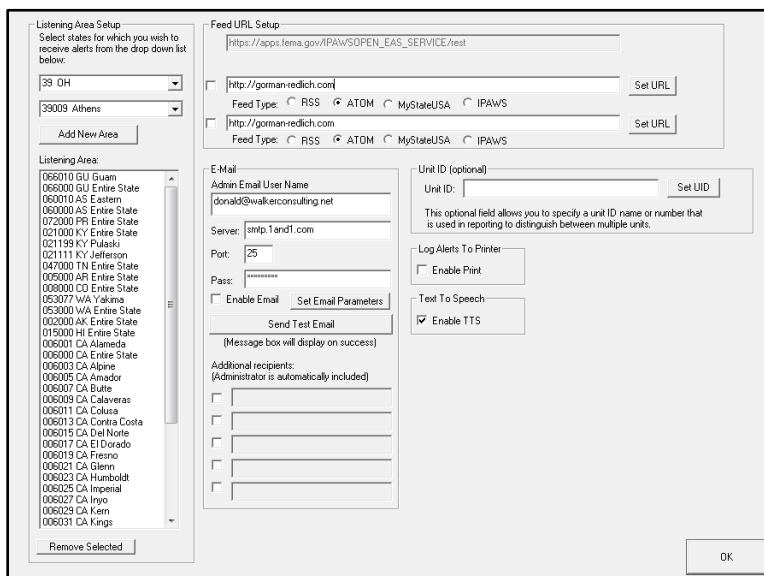 Listening Area Setup
Select states for which you wish to
receive alerts from the drop down list
below:
39 OH
39009 Athens
Add New Area
Listening Area:
066010 GU Guam
066000 GU Entire State
060010 AS Eastern
060000 AS Entire State
072000 PR Entire State
021000 KY Entire State
021199 KY Pulaski
021111 KY Jefferson
047000 TN Entire State
005000 AR Entire State
008000 CO Entire State
053077 WA Yakima
053000 WA Entire State
002000 AK Entire State
015000 HI Entire State
006001 CA Alameda
006000 CA Entire State
006003 CA Alpine
006005 CA Amador
006007 CA Butte
006009 CA Calaveras
006011 CA Colusa
006013 CA Contra Costa
006015 CA Del Norte
006017 CA El Dorado
006019 CA Fresno
006021 CA Glenn
006023 CA Humboldt
006025 CA Imperial
006027 CA Inyo
006029 CA Kern
006031 CA Kings
Remove Selected
Feed URL Setup
https://apps.fema.gov/IPAWSOPEN_EAS_SERVICE/rest
http://gorman-redlich.com
Set URL
Feed Type: RSS ATOM MyStateUSA IPAWS
http://gorman-redlich.com
Set URL
Feed Type: RSS ATOM MyStateUSA IPAWS
E-Mail
Admin Email User Name
donald@walkerconsulting.net
Server: smtp.1and1.com
Port: 25
Pass: *********
Enable Email Set Email Parameters
Send Test Email
(Message box will display on success)
Additional recipients:
(Administrator is automatically included)
Unit ID (optional)
Unit ID: Set UID
This optional field allows you to specify a unit ID name or number that
is used in reporting to distinguish between multiple units.
Log Alerts To Printer
Enable Print
Text To Speech
Enable TTS
OK